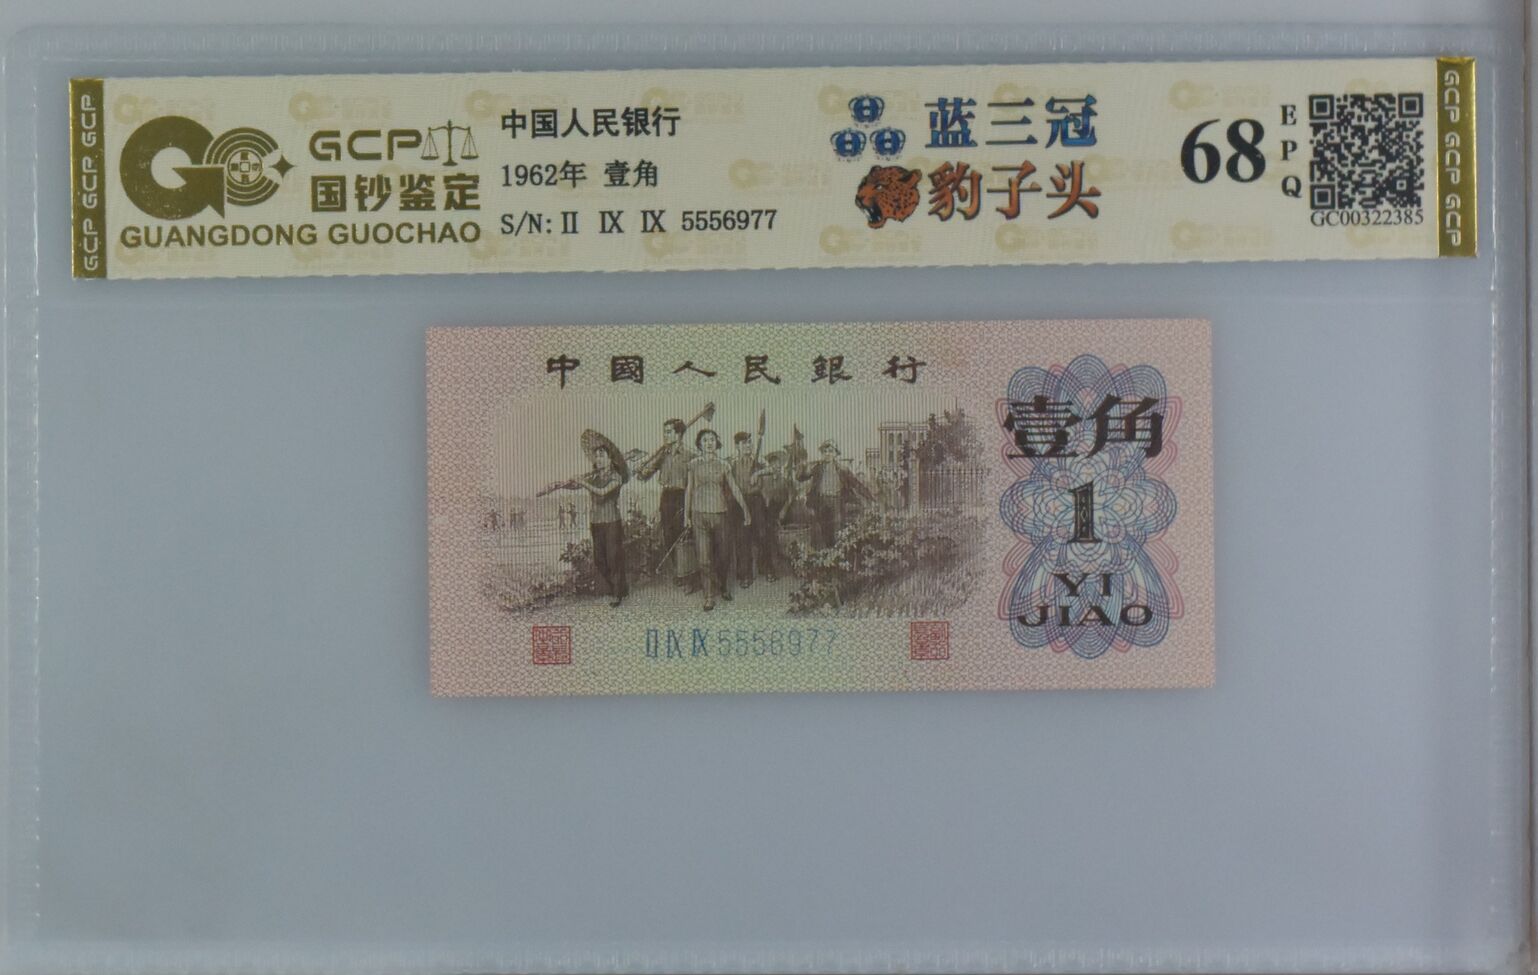 GCP GCP GCP
GCP
国钞鉴定
GUANGDONG GUOCHAO
中国人民银行
1962年 壹角
S/N: II IX IX 5556977
蓝三冠
豹子头
68
EPQ
GC00322385
GCP GCP GCP
中國人民銀行
壹角
1
YI
JIAO
II IX IX 5556977